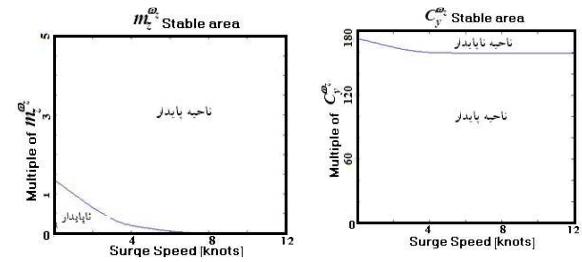 m_z^{ω_z} Stable area
Multiple of m_z^{ω_z}
5
3
1
0
ناحیه پایدار
ناپایدار
4
8
12
Surge Speed [knots]
C_y^{ω_z} Stable area
Multiple of C_y^{ω_z}
180
120
60
0
ناحیه ناپایدار
ناحیه پایدار
4
8
12
Surge Speed [knots]